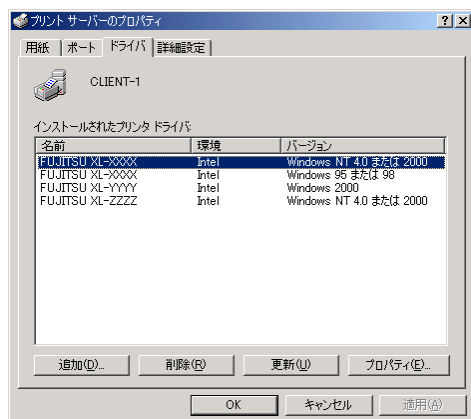 プリント サーバーのプロパティ
用紙 ポート ドライバ 詳細設定
CLIENT-1
インストールされたプリンタ ドライバ:
名前 環境 バージョン
FUJITSU XL-XXXX Intel Windows NT 4.0 または 2000
FUJITSU XL-XXXX Intel Windows 95 または 98
FUJITSU XL-YYYY Intel Windows 2000
FUJITSU XL-ZZZZ Intel Windows NT 4.0 または 2000
追加(D)... 削除(R) 更新(U) プロパティ(E)...
OK キャンセル 適用(A)